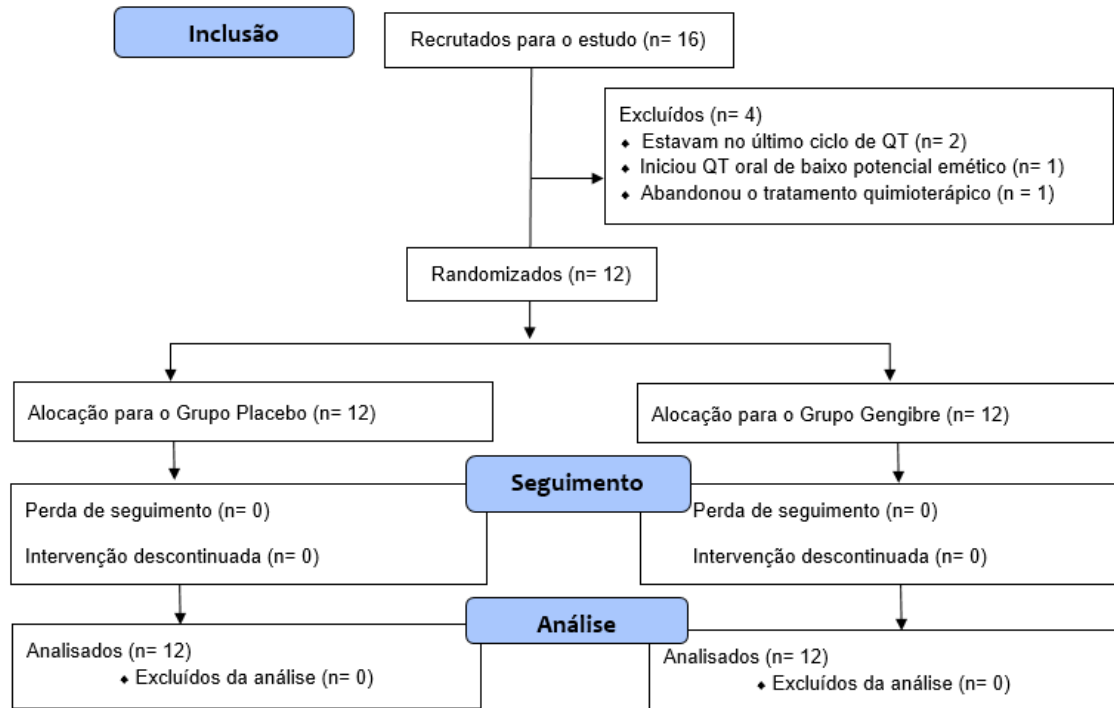 Inclusão
Recrutados para o estudo (n= 16)
Excluídos (n= 4)
⬥ Estavam no último ciclo de QT (n= 2)
⬥ Iniciou QT oral de baixo potencial emético (n= 1)
⬥ Abandonou o tratamento quimioterápico (n = 1)
Randomizados (n= 12)
Alocação para o Grupo Placebo (n= 12)
Alocação para o Grupo Gengibre (n= 12)
Seguimento
Perda de seguimento (n= 0)
Intervenção descontinuada (n= 0)
Perda de seguimento (n= 0)
Intervenção descontinuada (n= 0)
Análise
Analisados (n= 12)
⬥ Excluídos da análise (n= 0)
Analisados (n= 12)
⬥ Excluídos da análise (n= 0)